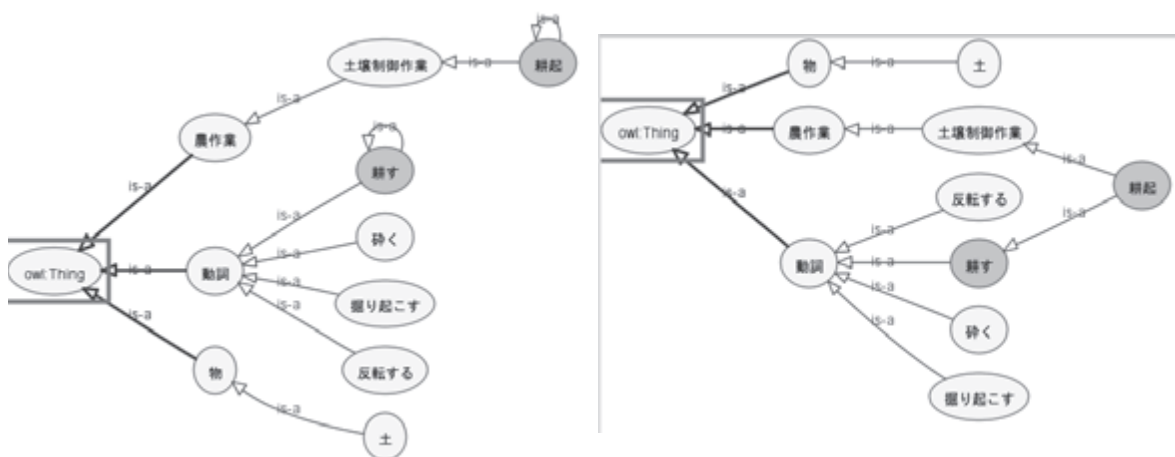 is-a
土壌制御作業
is-a
耕起
is-a
農作業
is-a
耕す
is-a
is-a
砕く
is-a
owl:Thing
is-a
動詞
is-a
掘り起こす
is-a
is-a
反転する
物
is-a
土
物
is-a
土
is-a
owl:Thing
is-a
農作業
is-a
土壌制御作業
is-a
耕起
is-a
反転する
is-a
is-a
動詞
is-a
耕す
is-a
砕く
is-a
掘り起こす